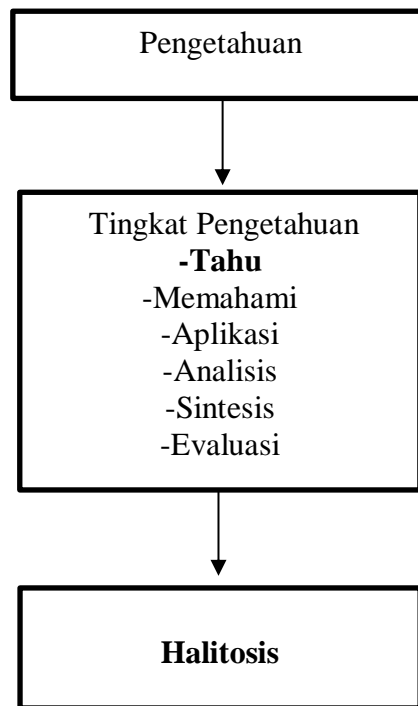 Pengetahuan
Tingkat Pengetahuan
-Tahu
-Memahami
-Aplikasi
-Analisis
-Sintesis
-Evaluasi
Halitosis